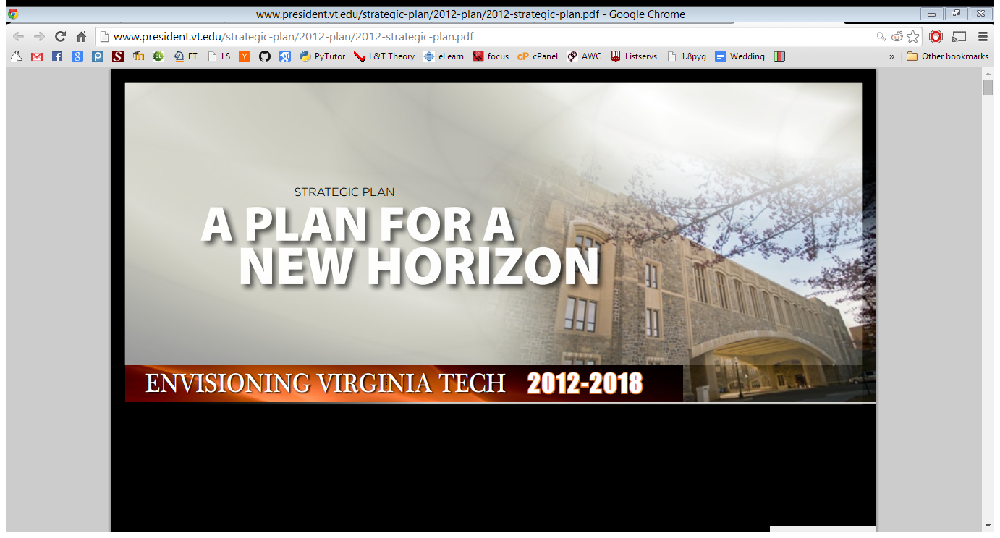 www.president.vt.edu/strategic-plan/2012-plan/2012-strategic-plan.pdf - Google Chrome
www.president.vt.edu/strategic-plan/2012-plan/2012-strategic-plan.pdf
ET LS PyTutor L&T Theory eLearn focus cP cPanel AWC Listservs 1.8pyg Wedding » Other bookmarks
STRATEGIC PLAN
A PLAN FOR A
NEW HORIZON
ENVISIONING VIRGINIA TECH 2012-2018